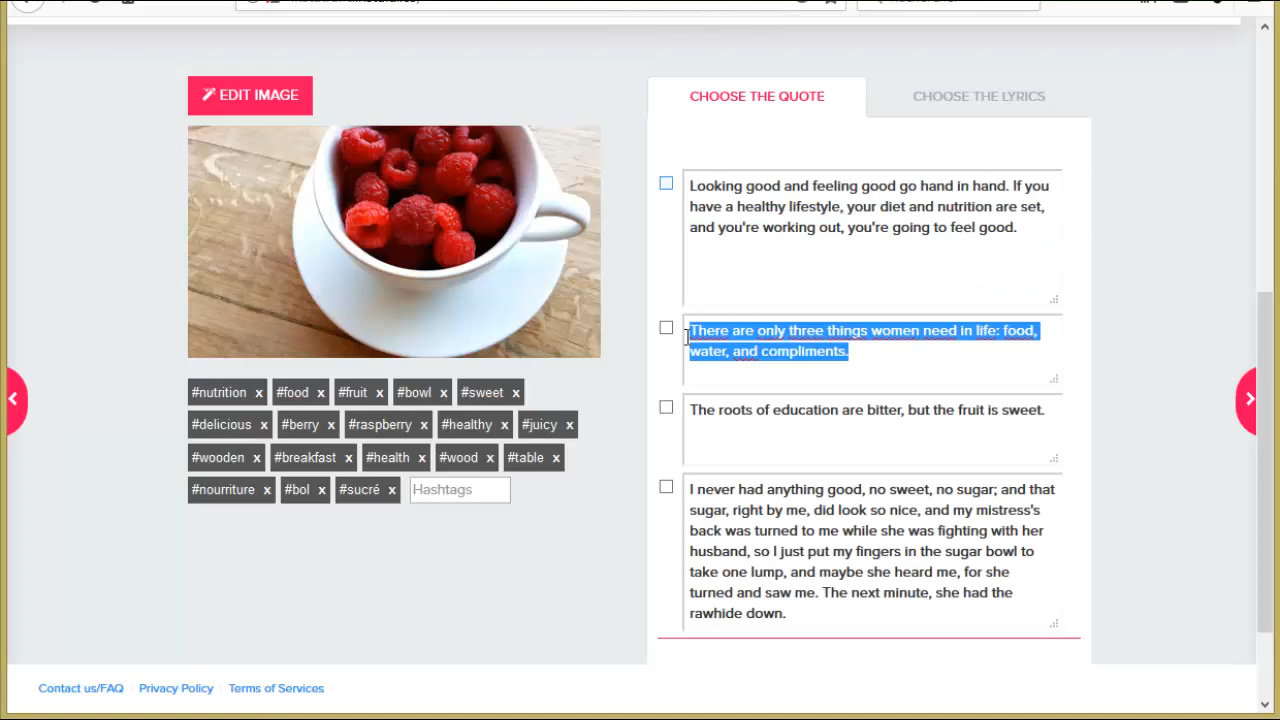 EDIT IMAGE
CHOOSE THE QUOTE
CHOOSE THE LYRICS
Looking good and feeling good go hand in hand. If you
have a healthy lifestyle, your diet and nutrition are set,
and you're working out, you're going to feel good.
There are only three things women need in life: food,
water, and compliments.
The roots of education are bitter, but the fruit is sweet.
I never had anything good, no sweet, no sugar; and that
sugar, right by me, did look so nice, and my mistress's
back was turned to me while she was fighting with her
husband, so I just put my fingers in the sugar bowl to
take one lump, and maybe she heard me, for she
turned and saw me. The next minute, she had the
rawhide down.
#nutrition x #food x #fruit x #bowl x #sweet x
#delicious x #berry x #raspberry x #healthy x #juicy x
#wooden x #breakfast x #health x #wood x #table x
#nourriture x #bol x #sucré x Hashtags
Contact us/FAQ Privacy Policy Terms of Services